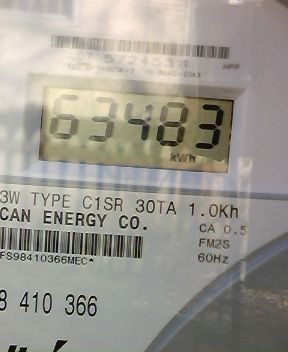 57245311
63483
kWh
3W TYPE C1SR 30TA 1.0Kh
CAN ENERGY CO.
CA 0.5
FM2S
FS98410366MEC*
60Hz
8 410 366